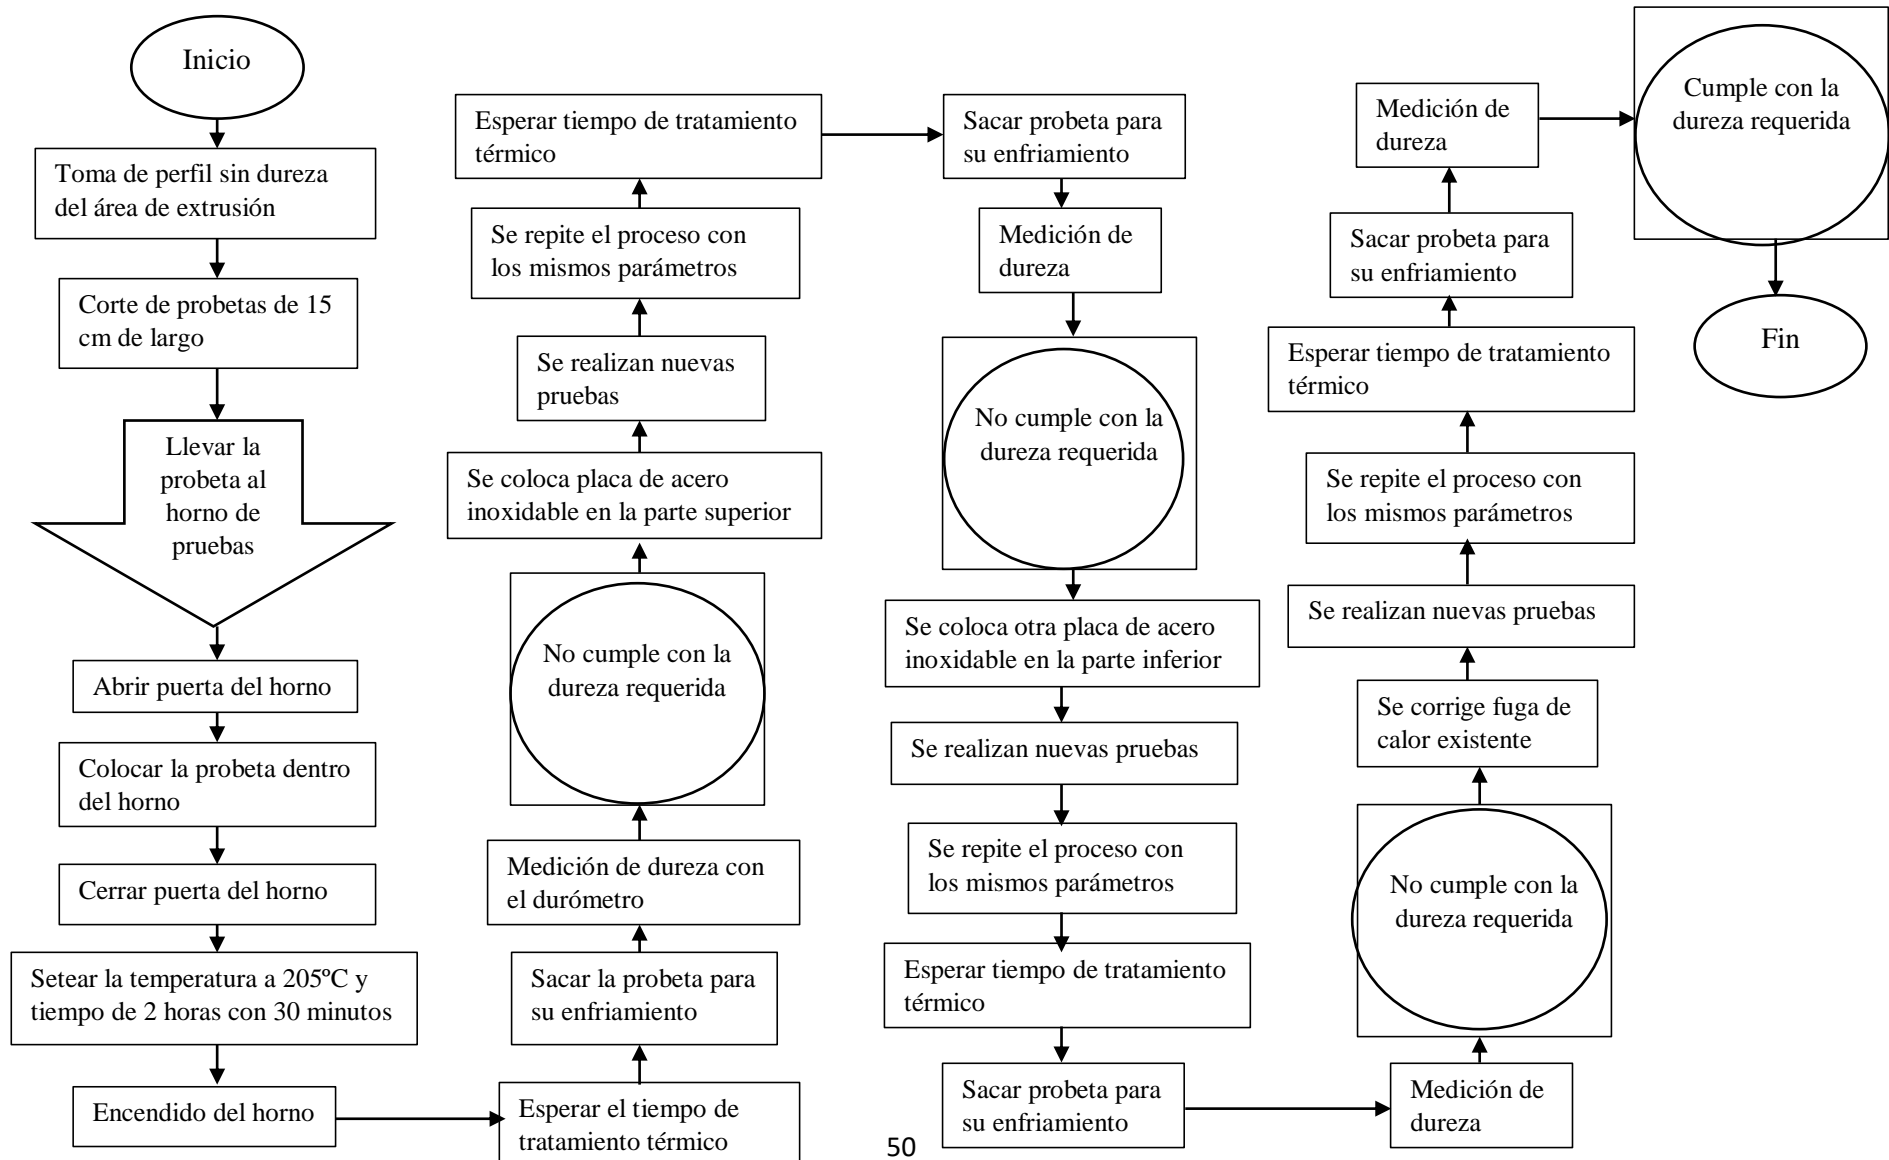 Inicio
Toma de perfil sin dureza
del área de extrusión
Corte de probetas de 15
cm de largo
Llevar la
probeta al
horno de
pruebas
Abrir puerta del horno
Colocar la probeta dentro
del horno
Cerrar puerta del horno
Setear la temperatura a 205ºC y
tiempo de 2 horas con 30 minutos
Encendido del horno
Esperar el tiempo de
tratamiento térmico
Sacar la probeta para
su enfriamiento
Medición de dureza con
el durómetro
No cumple con la
dureza requerida
Se coloca placa de acero
inoxidable en la parte superior
Se realizan nuevas
pruebas
Se repite el proceso con
los mismos parámetros
Esperar tiempo de tratamiento
térmico
Sacar probeta para
su enfriamiento
Medición de
dureza
No cumple con la
dureza requerida
Se coloca otra placa de acero
inoxidable en la parte inferior
Se realizan nuevas pruebas
Se repite el proceso con
los mismos parámetros
Esperar tiempo de tratamiento
térmico
Sacar probeta para
su enfriamiento
Medición de
dureza
No cumple con la
dureza requerida
Se corrige fuga de
calor existente
Se realizan nuevas pruebas
Se repite el proceso con
los mismos parámetros
Esperar tiempo de tratamiento
térmico
Sacar probeta para
su enfriamiento
Medición de
dureza
Cumple con la
dureza requerida
Fin
50